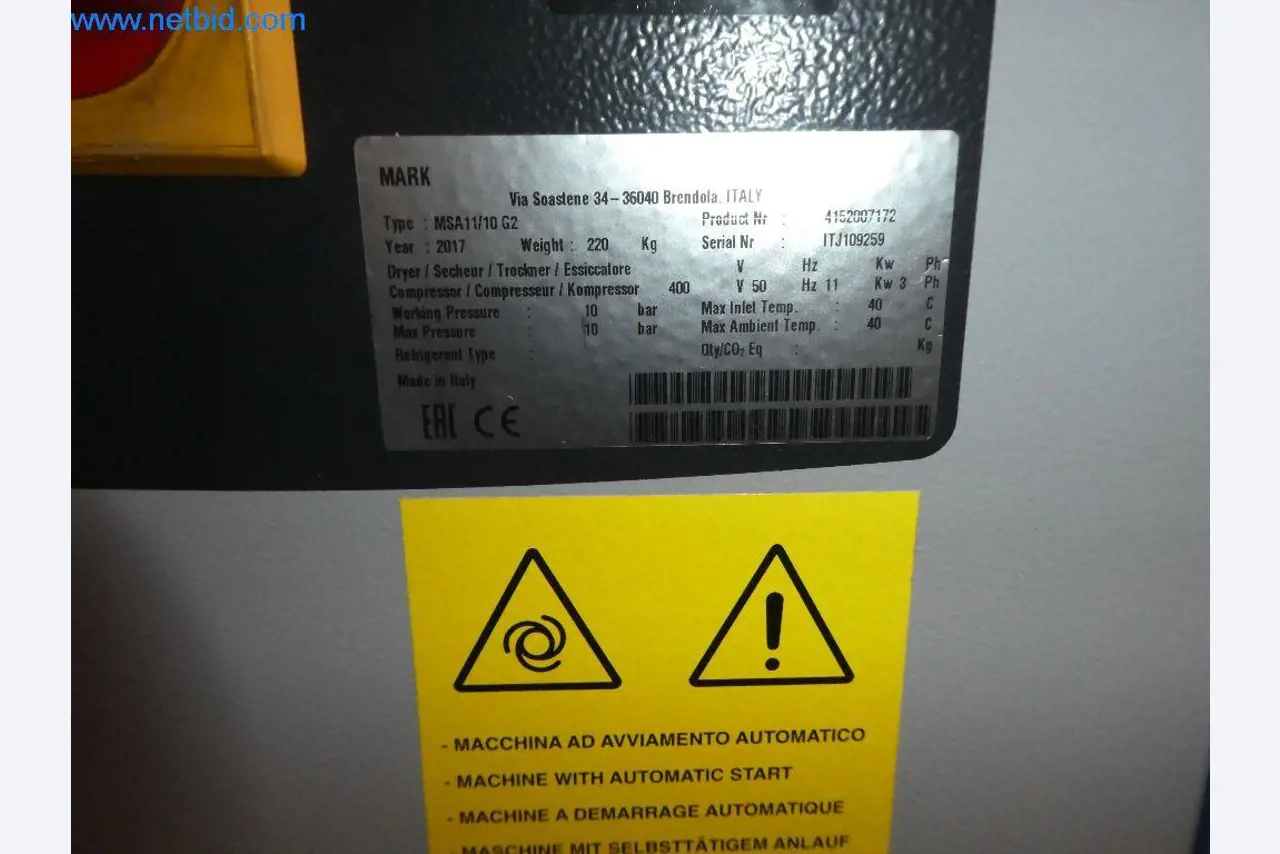 www.netbid.com
MARK
Via Soastene 34 – 36040 Brendola, ITALY
Type : MSA11/10 G2 Product Nr : 4152007172
Year : 2017 Weight : 220 Kg Serial Nr : ITJ109259
Dryer / Secheur / Trockner / Essiccatore V Hz Kw Ph
Compressor / Compresseur / Kompressor 400 V 50 Hz 11 Kw 3 Ph
Working Pressure : 10 bar Max Inlet Temp. : 40 C
Max Pressure : 10 bar Max Ambient Temp. : 40 C
Refrigerant Type : Qty/CO₂ Eq : Kg
Made in Italy
EAC CE
- MACCHINA AD AVVIAMENTO AUTOMATICO
- MACHINE WITH AUTOMATIC START
- MACHINE A DEMARRAGE AUTOMATIQUE
- MASCHINE MIT SELBSTTÄTIGEM ANLAUF